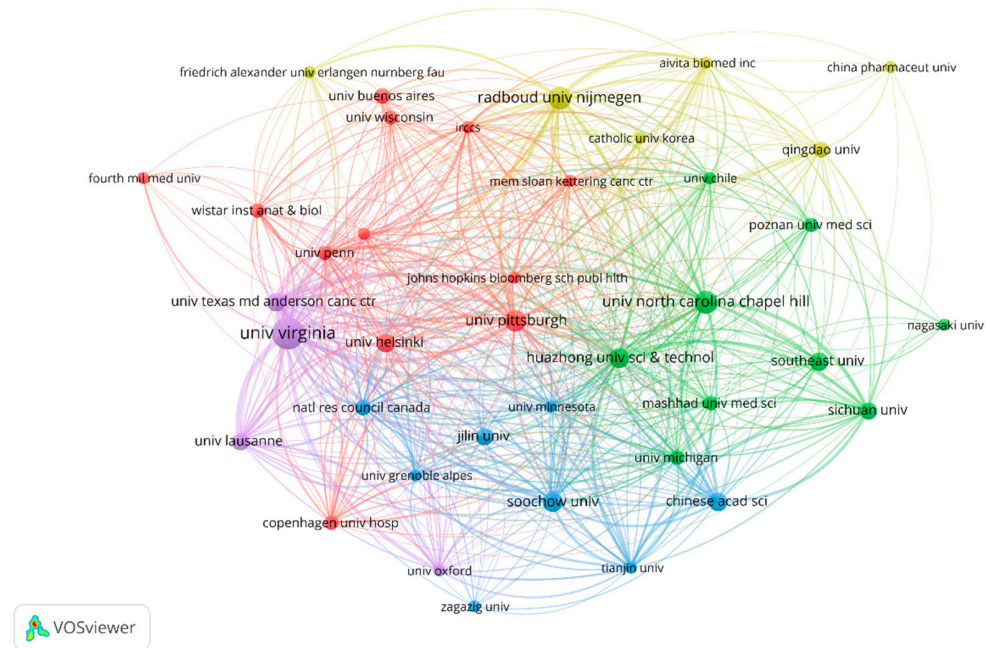 aivita biomed inc
china pharmaceut univ
friedrich alexander univ erlangen nurnberg fau
univ buenos aires
radboud univ nijmegen
univ wisconsin
irccs
catholic univ korea
qingdao univ
fourth mil med univ
mem sloan kettering canc ctr
univ chile
wistar inst anat & biol
poznan univ med sci
univ penn
johns hopkins bloomberg sch publ hlth
univ texas md anderson canc ctr
univ north carolina chapel hill
univ virginia
univ pittsburgh
nagasaki univ
univ helsinki
huazhong univ sci & technol
southeast univ
natl res council canada
univ minnesota
mashhad univ med sci
sichuan univ
univ lausanne
jilin univ
univ michigan
univ grenoble alpes
soochow univ
chinese acad sci
copenhagen univ hosp
univ oxford
tianjin univ
zagazig univ
VOSviewer